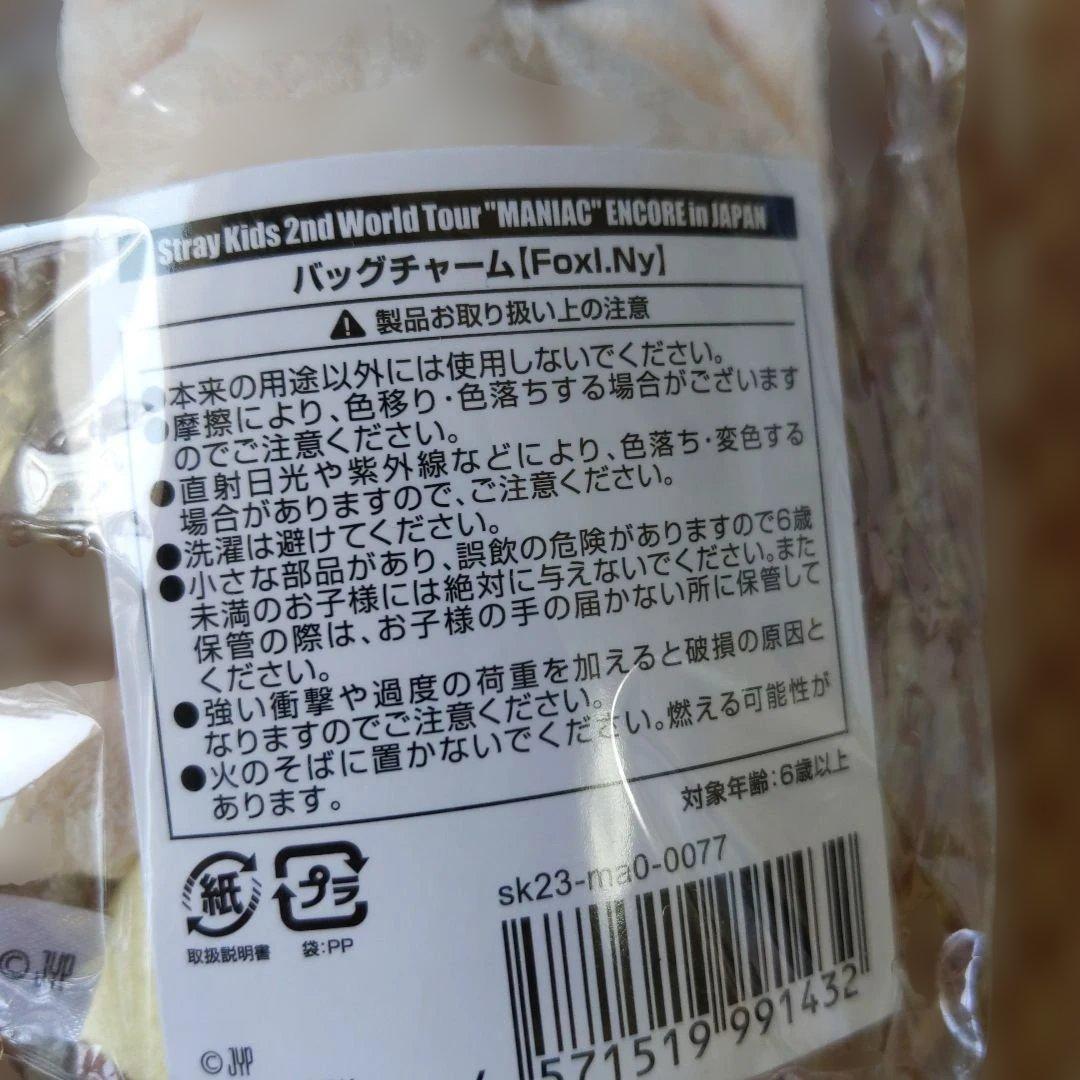 Stray Kids 2nd World Tour "MANIAC" ENCORE in JAPAN
バッグチャーム【FoxI.Ny】
製品お取り扱い上の注意
●本来の用途以外には使用しないでください。
●摩擦により、色移り・色落ちする場合がございます
のでご注意ください。
●直射日光や紫外線などにより、色落ち・変色する
場合がありますので、ご注意ください。
●洗濯は避けてください。
●小さな部品があり、誤飲の危険がありますので6歳
未満のお子様には絶対に与えないでください。また
保管の際は、お子様の手の届かない所に保管して
ください。
●強い衝撃や過度の荷重を加えると破損の原因と
なりますのでご注意ください。
●火のそばに置かないでください。燃える可能性が
あります。
対象年齢：6歳以上
紙
プラ
取扱説明書
袋：PP
sk23-ma0-0077
571519 991432
© JYP
© JYP